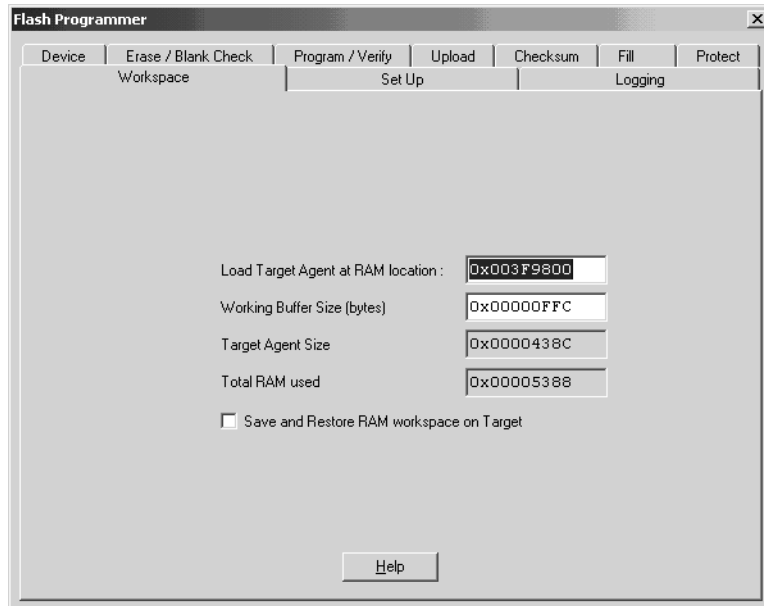 Flash Programmer
Device Erase / Blank Check Program / Verify Upload Checksum Fill Protect
Workspace Set Up Logging
Load Target Agent at RAM location : 0x003F9800
Working Buffer Size (bytes) 0x00000FFC
Target Agent Size 0x0000438C
Total RAM used 0x00005388
Save and Restore RAM workspace on Target
Help